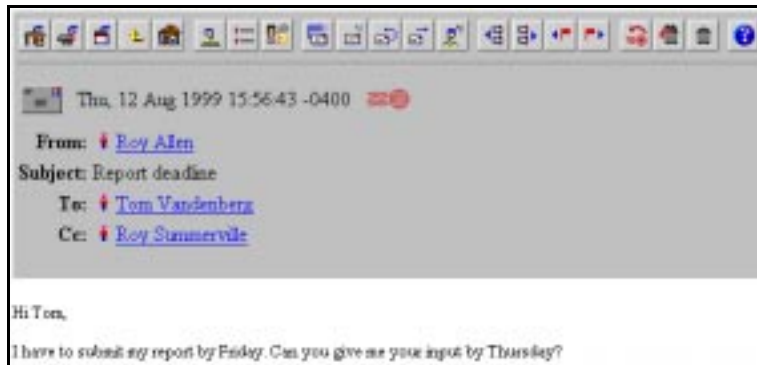 Thu, 12 Aug 1999 15:56:43 -0400
From: Roy Allen
Subject: Report deadline
To: Tom Vandenberg
Cc: Roy Summerville
Hi Tom,
I have to submit my report by Friday. Can you give me your input by Thursday?